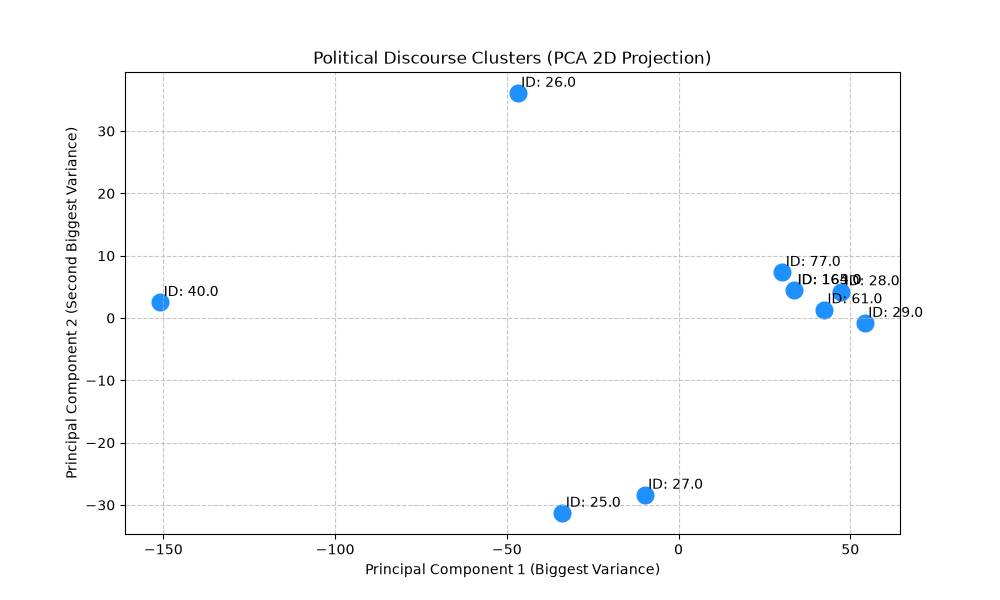 Political Discourse Clusters (PCA 2D Projection)
Principal Component 2 (Second Biggest Variance)
30
20
10
0
−10
−20
−30
ID: 26.0
ID: 40.0
ID: 77.0
ID: 28.0
ID: 61.0
ID: 29.0
ID: 27.0
ID: 25.0
−150
−100
−50
0
50
Principal Component 1 (Biggest Variance)